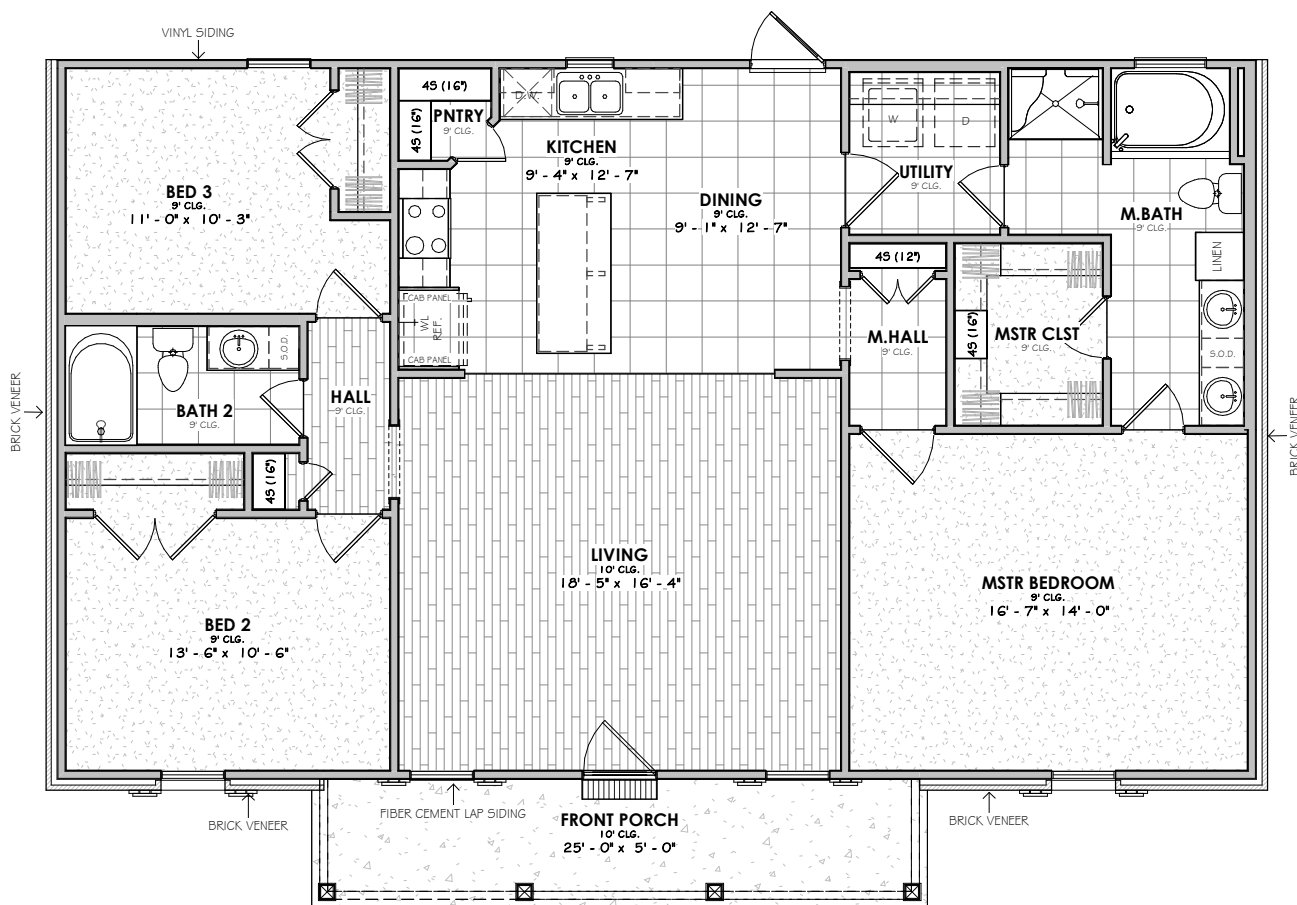 VINYL SIDING
4S (16")
4S (16")
PNTRY
9' CLG.
D.W.
KITCHEN
9' CLG.
9' - 4" x 12' - 7"
W
D
UTILITY
9' CLG.
BED 3
9' CLG.
11' - 0" x 10' - 3"
DINING
9' CLG.
9' - 1" x 12' - 7"
M.BATH
9' CLG.
LINEN
4S (12")
CAB PANEL
WL
REF.
CAB PANEL
M.HALL
9' CLG.
4S (16")
MSTR CLST
9' CLG.
S.O.D.
S.O.D.
BATH 2
9' CLG.
HALL
9' CLG.
BRICK VENEER
BRICK VENEER
4S (16")
LIVING
10' CLG.
18' - 5" x 16' - 4"
MSTR BEDROOM
9' CLG.
16' - 7" x 14' - 0"
BED 2
9' CLG.
13' - 6" x 10' - 6"
BRICK VENEER
FIBER CEMENT LAP SIDING
FRONT PORCH
10' CLG.
25' - 0" x 5' - 0"
BRICK VENEER